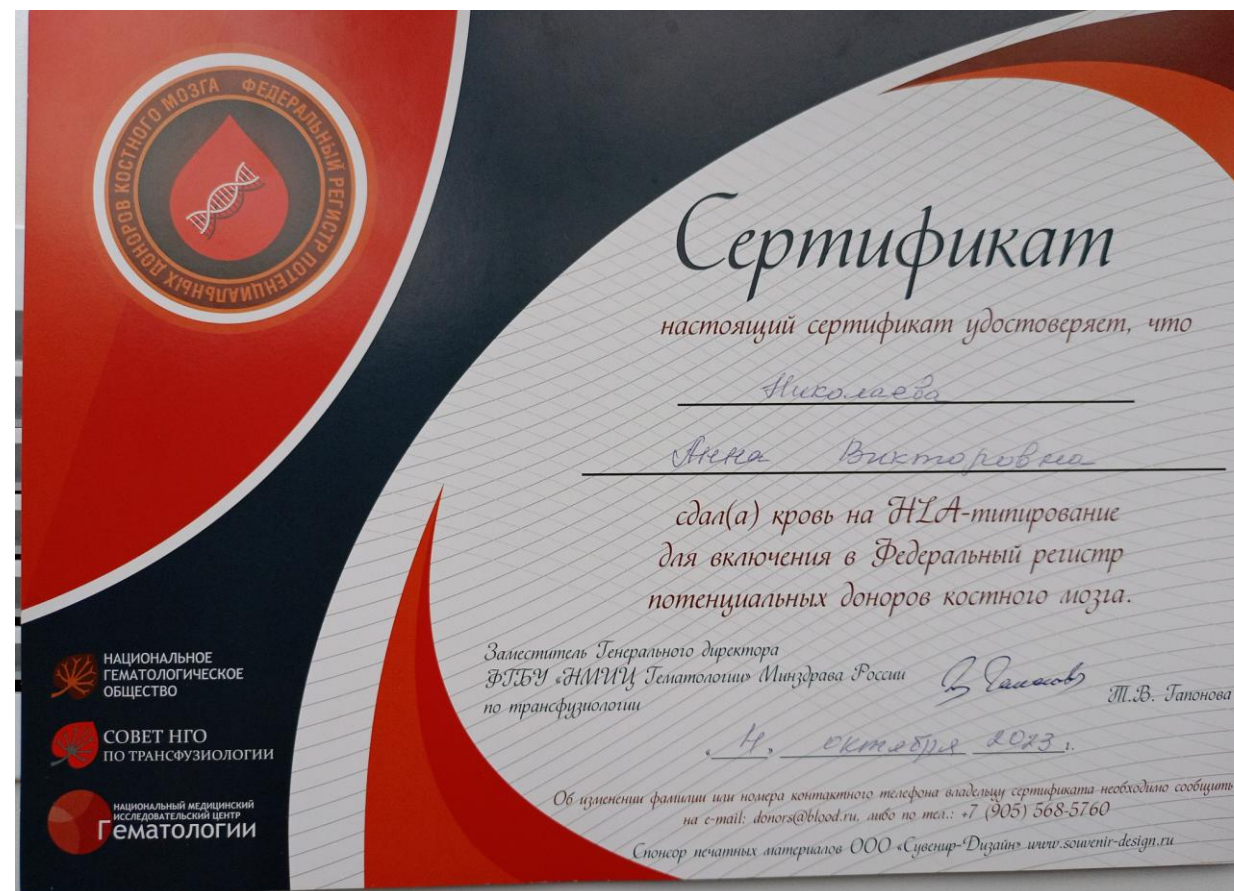 ФЕДЕРАЛЬНЫЙ РЕГИСТР ПОТЕНЦИАЛЬНЫХ ДОНОРОВ КОСТНОГО МОЗГА
Сертификат
настоящий сертификат удостоверяет, что
Николаева
Анна Викторовна
сдал(а) кровь на HLA-типирование
для включения в Федеральный регистр
потенциальных доноров костного мозга.
Заместитель Генерального директора
ФГБУ «НМИЦ Гематологии» Минздрава России
по трансфузиологии
Т.В. Гапонова
« 4 » октября 2023 г.
Об изменении фамилии или номера контактного телефона владельцу сертификата необходимо сообщить
на e-mail: donors@blood.ru, либо по тел.: +7 (905) 568-5760
Спонсор печатных материалов ООО «Сувенир-Дизайн» www.souvenir-design.ru
НАЦИОНАЛЬНОЕ
ГЕМАТОЛОГИЧЕСКОЕ
ОБЩЕСТВО
СОВЕТ НГО
ПО ТРАНСФУЗИОЛОГИИ
НАЦИОНАЛЬНЫЙ МЕДИЦИНСКИЙ
ИССЛЕДОВАТЕЛЬСКИЙ ЦЕНТР
Гематологии